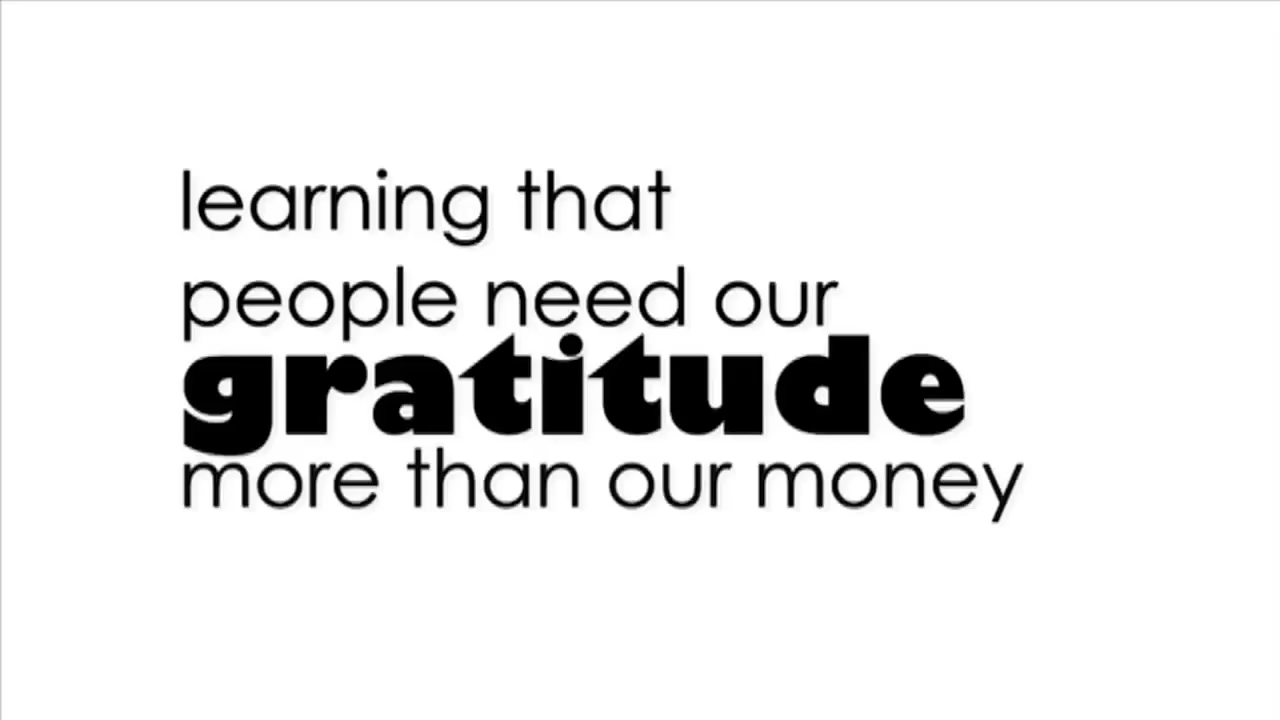 learning that
people need our
gratitude
more than our money